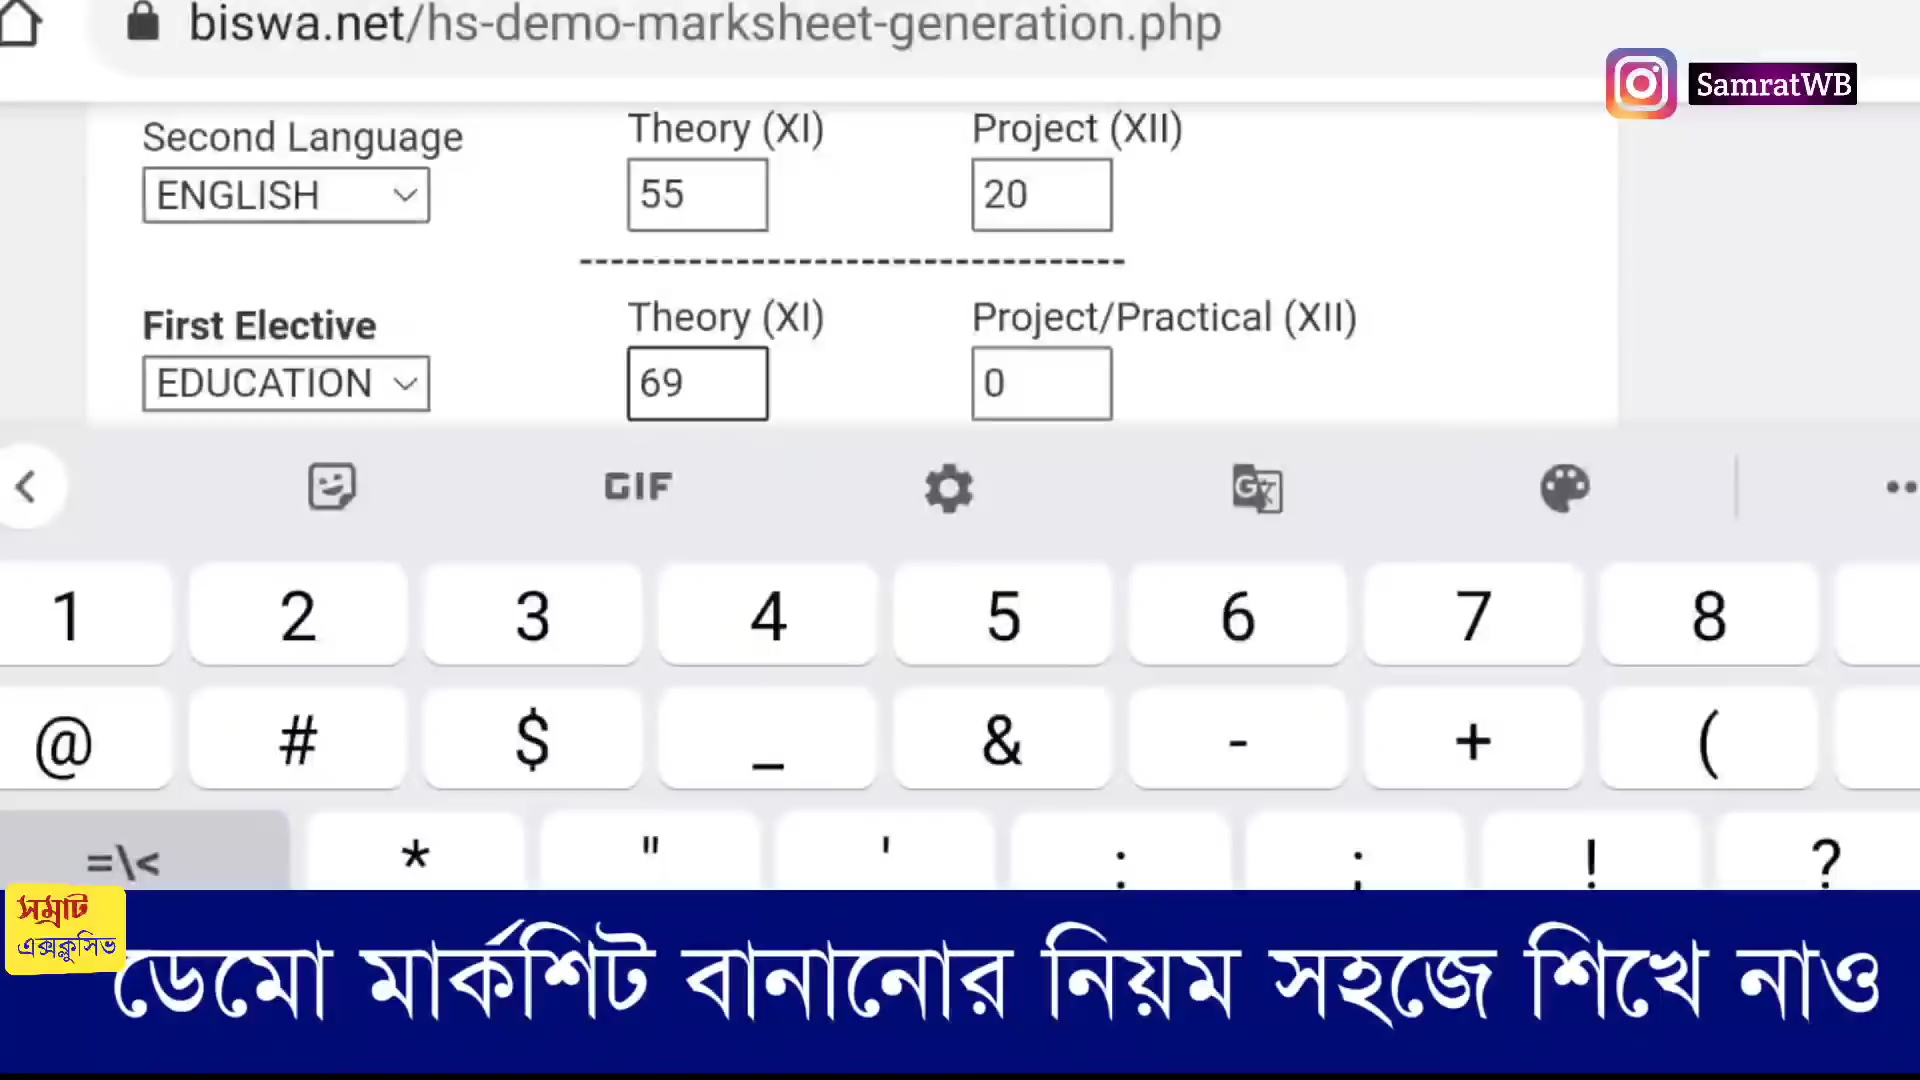 biswa.net/hs-demo-marksheet-generation.php
SamratWB
Second Language
Theory (XI)
Project (XII)
ENGLISH
55
20
----------------------------------
First Elective
Theory (XI)
Project/Practical (XII)
EDUCATION
69
0
GIF
1 2 3 4 5 6 7 8
@ # $ _ & - + (
=\< * " ' : ; ! ?
সম্রাট
এক্সক্লুসিভ
ডেমো মার্কশিট বানানোর নিয়ম সহজে শিখে নাও